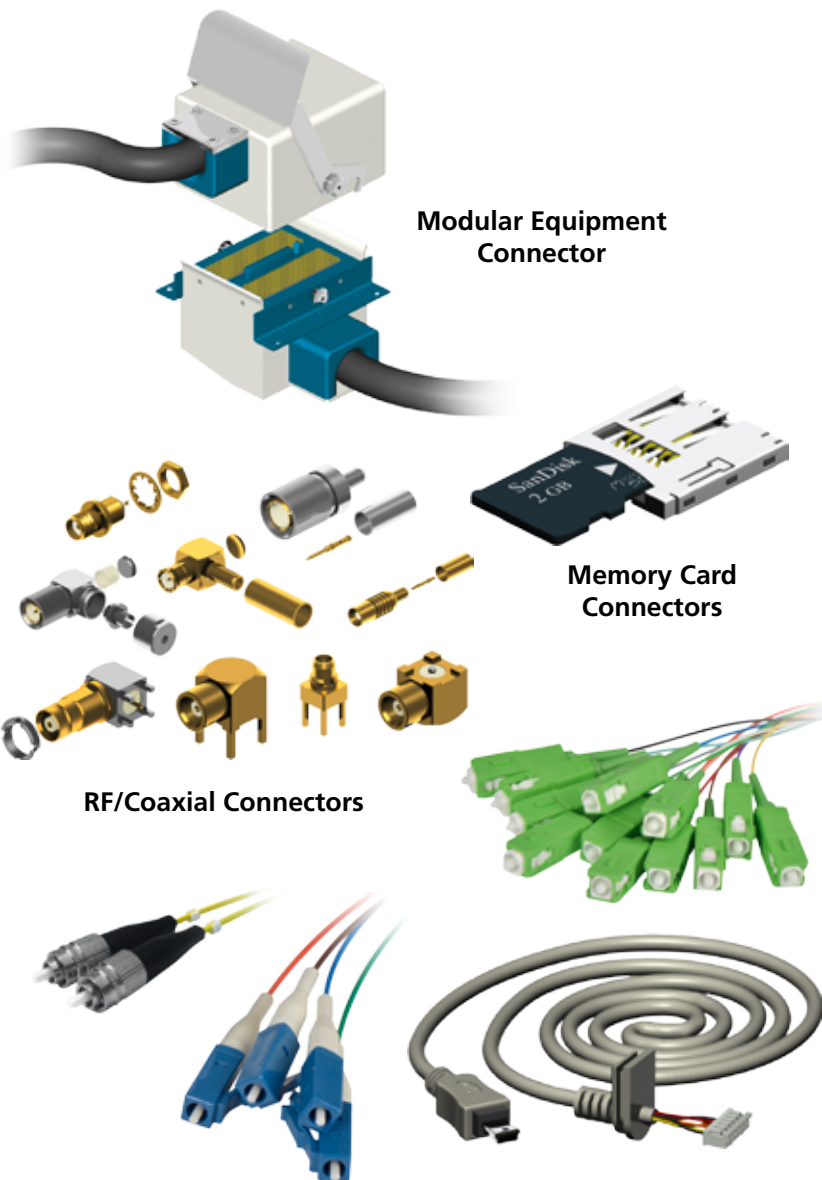 Modular Equipment
Connector
SanDisk
2 GB
Memory Card
Connectors
RF/Coaxial Connectors